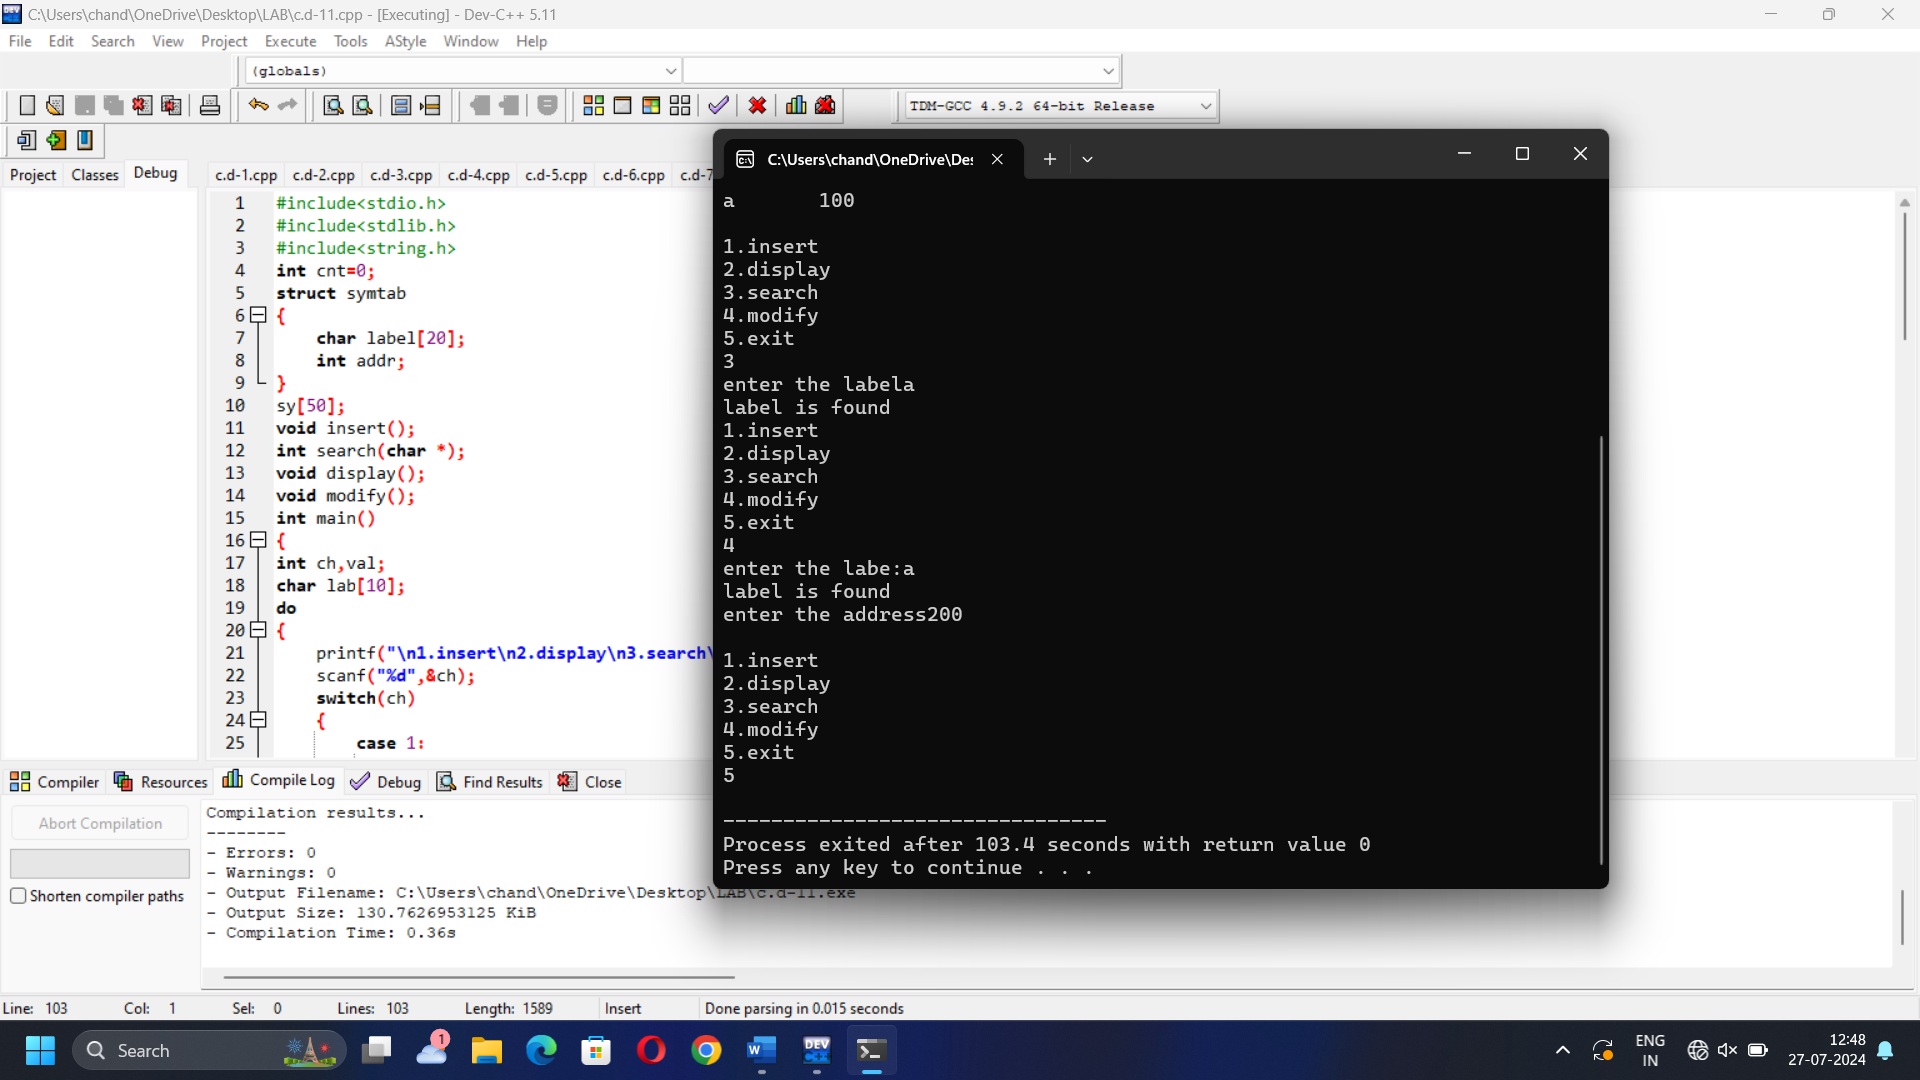 C:\Users\chand\OneDrive\Desktop\LAB\c.d-11.cpp - [Executing] - Dev-C++ 5.11
File Edit Search View Project Execute Tools AStyle Window Help
(globals)
TDM-GCC 4.9.2 64-bit Release
Project Classes Debug
c.d-1.cpp c.d-2.cpp c.d-3.cpp c.d-4.cpp c.d-5.cpp c.d-6.cpp c.d-7
1 #include<stdio.h>
2 #include<stdlib.h>
3 #include<string.h>
4 int cnt=0;
5 struct symtab
6 {
7 char label[20];
8 int addr;
9 }
10 sy[50];
11 void insert();
12 int search(char *);
13 void display();
14 void modify();
15 int main()
16 {
17 int ch,val;
18 char lab[10];
19 do
20 {
21 printf("\n1.insert\n2.display\n3.search\
22 scanf("%d",&ch);
23 switch(ch)
24 {
25 case 1:
C:\Users\chand\OneDrive\Des
a 100
1.insert
2.display
3.search
4.modify
5.exit
3
enter the labela
label is found
1.insert
2.display
3.search
4.modify
5.exit
4
enter the labe:a
label is found
enter the address200
1.insert
2.display
3.search
4.modify
5.exit
5
--------------------------------
Process exited after 103.4 seconds with return value 0
Press any key to continue . . .
Compiler Resources Compile Log Debug Find Results Close
Abort Compilation
Shorten compiler paths
Compilation results...
--------
- Errors: 0
- Warnings: 0
- Output Filename: C:\Users\chand\OneDrive\Desktop\LAB\c.d-11.exe
- Output Size: 130.7626953125 KiB
- Compilation Time: 0.36s
Line: 103 Col: 1 Sel: 0 Lines: 103 Length: 1589 Insert Done parsing in 0.015 seconds
Search
1
DEV
C++
ENG
IN
12:48
27-07-2024